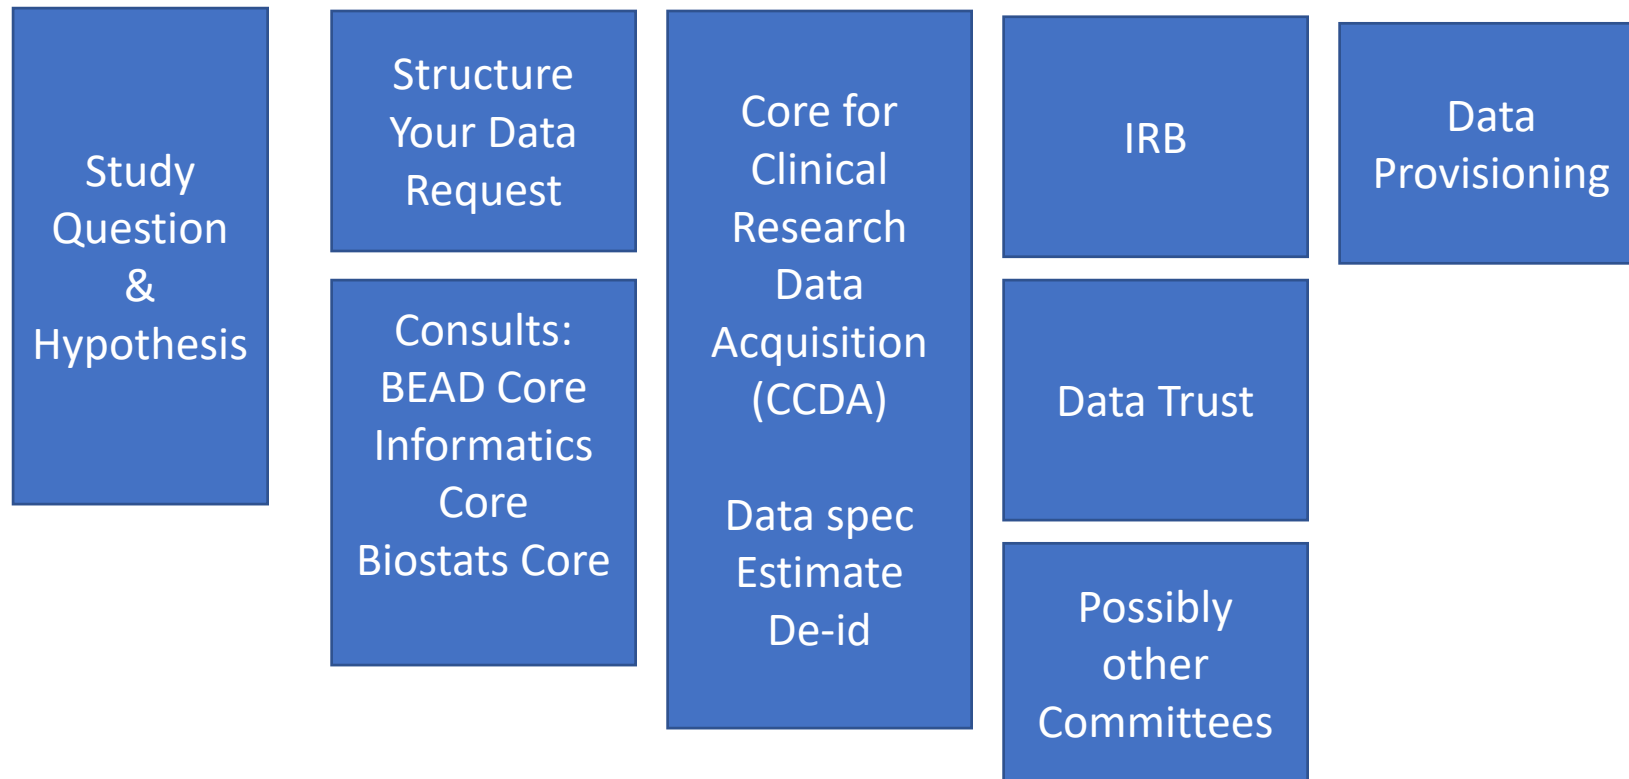 Study
Question
&
Hypothesis
Structure
Your Data
Request
Consults:
BEAD Core
Informatics
Core
Biostats Core
Core for
Clinical
Research
Data
Acquisition
(CCDA)
Data spec
Estimate
De-id
IRB
Data Trust
Possibly
other
Committees
Data
Provisioning